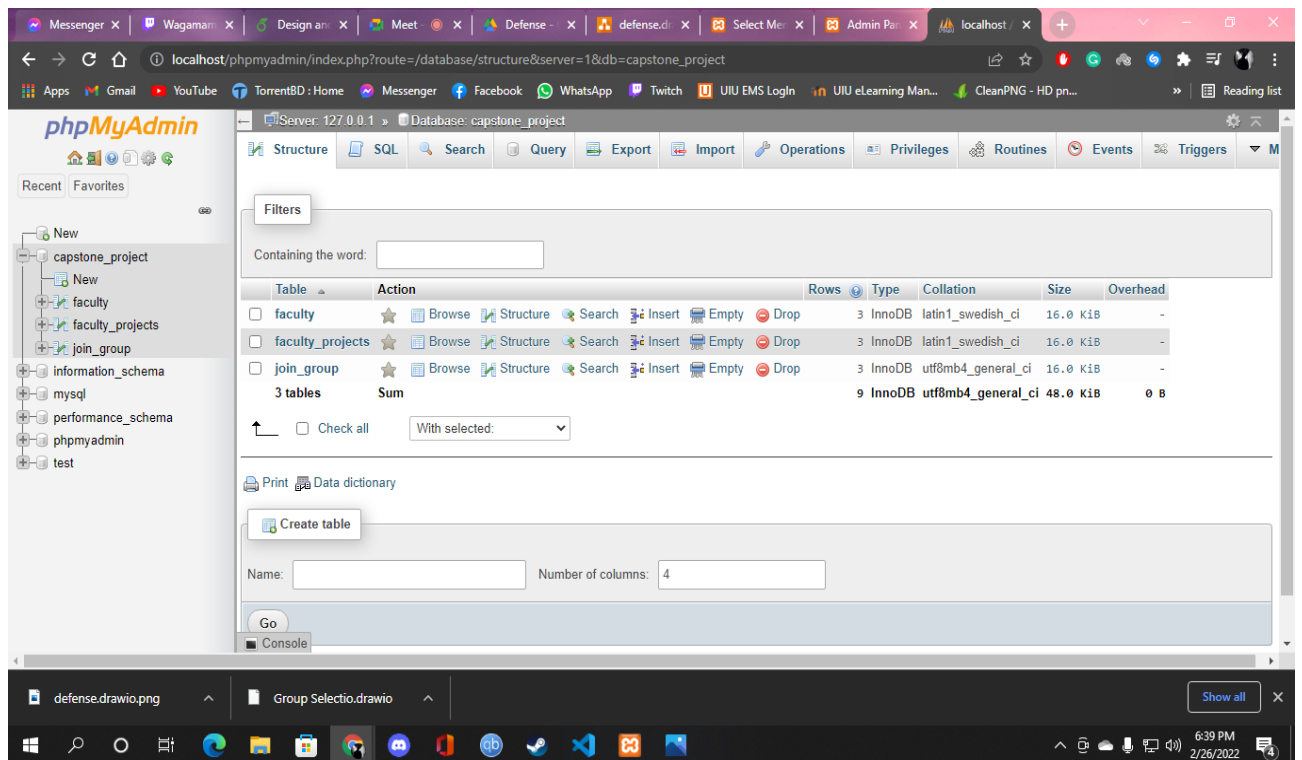 Messenger
Wagamam
Design anc
Meet -
Defense -
defense.dr
Select Mec
Admin Pan
localhost /
localhost/phpmyadmin/index.php?route=/database/structure&server=1&db=capstone_project
Apps Gmail YouTube TorrentBD : Home Messenger Facebook WhatsApp Twitch UIU EMS LogIn UIU eLearning Man... CleanPNG - HD pn... » Reading list
phpMyAdmin
Recent Favorites
New
capstone_project
New
faculty
faculty_projects
join_group
information_schema
mysql
performance_schema
phpmyadmin
test
Server: 127.0.0.1 » Database: capstone_project
Structure SQL Search Query Export Import Operations Privileges Routines Events Triggers M
Filters
Containing the word:
Table Action Rows Type Collation Size Overhead
faculty Browse Structure Search Insert Empty Drop 3 InnoDB latin1_swedish_ci 16.0 KiB -
faculty_projects Browse Structure Search Insert Empty Drop 3 InnoDB latin1_swedish_ci 16.0 KiB -
join_group Browse Structure Search Insert Empty Drop 3 InnoDB utf8mb4_general_ci 16.0 KiB -
3 tables Sum 9 InnoDB utf8mb4_general_ci 48.0 KiB 0 B
Check all With selected:
Print Data dictionary
Create table
Name: Number of columns: 4
Go
Console
defense.drawio.png
Group Selectio.drawio
Show all
qb
6:39 PM
2/26/2022
4